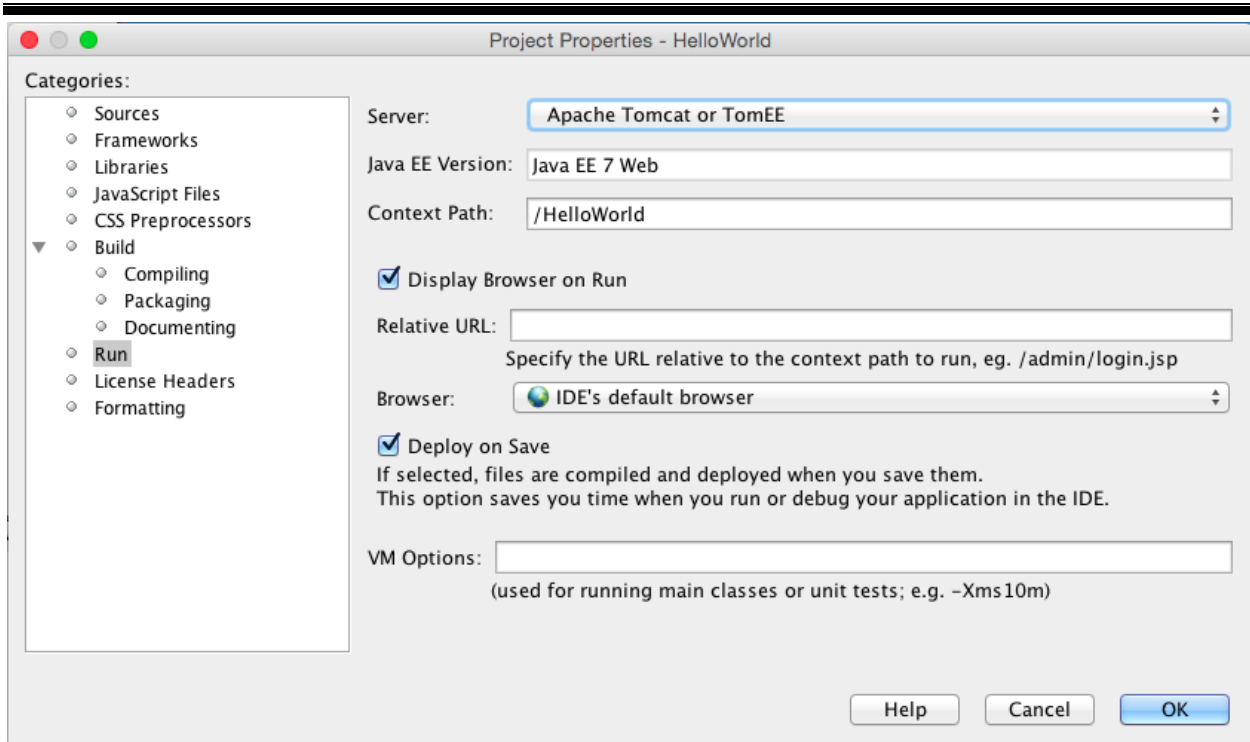 Project Properties - HelloWorld
Categories:
Sources
Frameworks
Libraries
JavaScript Files
CSS Preprocessors
Build
Compiling
Packaging
Documenting
Run
License Headers
Formatting
Server:
Apache Tomcat or TomEE
Java EE Version:
Java EE 7 Web
Context Path:
/HelloWorld
Display Browser on Run
Relative URL:
Specify the URL relative to the context path to run, eg. /admin/login.jsp
Browser:
IDE's default browser
Deploy on Save
If selected, files are compiled and deployed when you save them.
This option saves you time when you run or debug your application in the IDE.
VM Options:
(used for running main classes or unit tests; e.g. -Xms10m)
Help
Cancel
OK